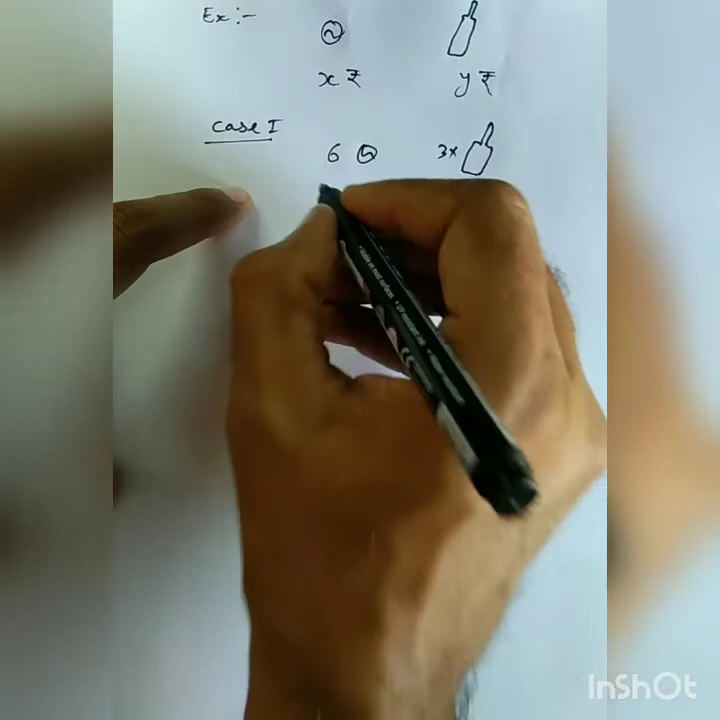 Ex :-
x ₹ y ₹
Case I
6 3x
InShOt